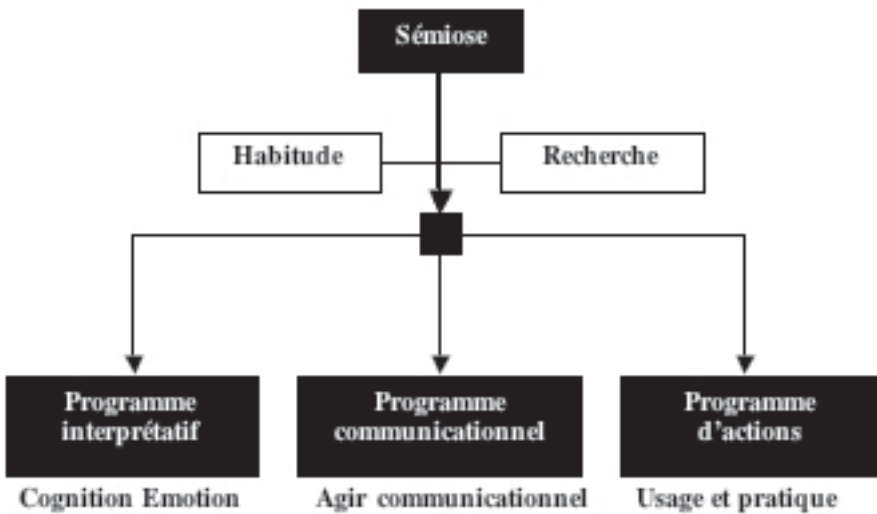 Sémiose
Habitude
Recherche
Programme
interprétatif
Programme
communicationnel
Programme
d'actions
Cognition Emotion
Agir communicationnel
Usage et pratique